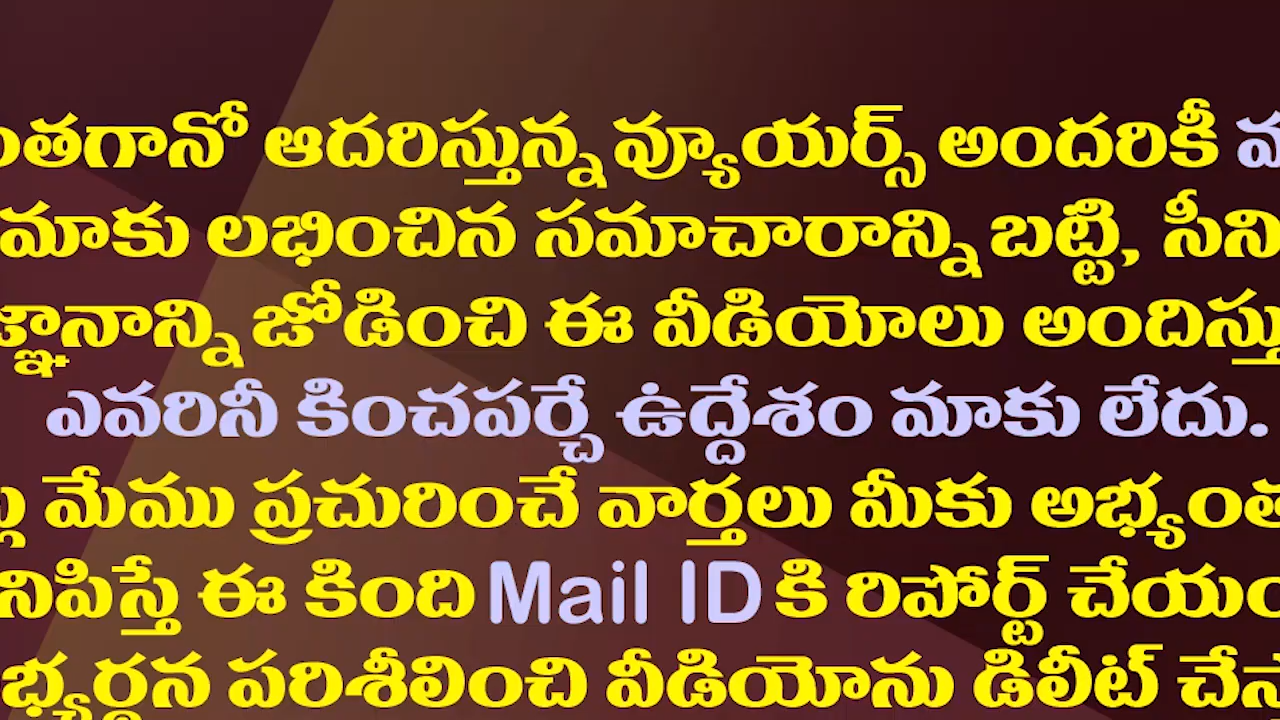 ంతగానో ఆదరిస్తున్న వ్యూయర్స్ అందరికీ
మాకు లభించిన సమాచారాన్ని బట్టి, సీని
జ్ఞానాన్ని జోడించి ఈ వీడియోలు అందిస్తు
ఎవరినీ కించపర్చే ఉద్దేశం మాకు లేదు.
మేము ప్రచురించే వార్తలు మీకు అభ్యంత
నిపిస్తే ఈ కింది Mail ID కి రిపోర్ట్ చేయం
భ్యర్థన పరిశీలించి వీడియోను డిలీట్ చే